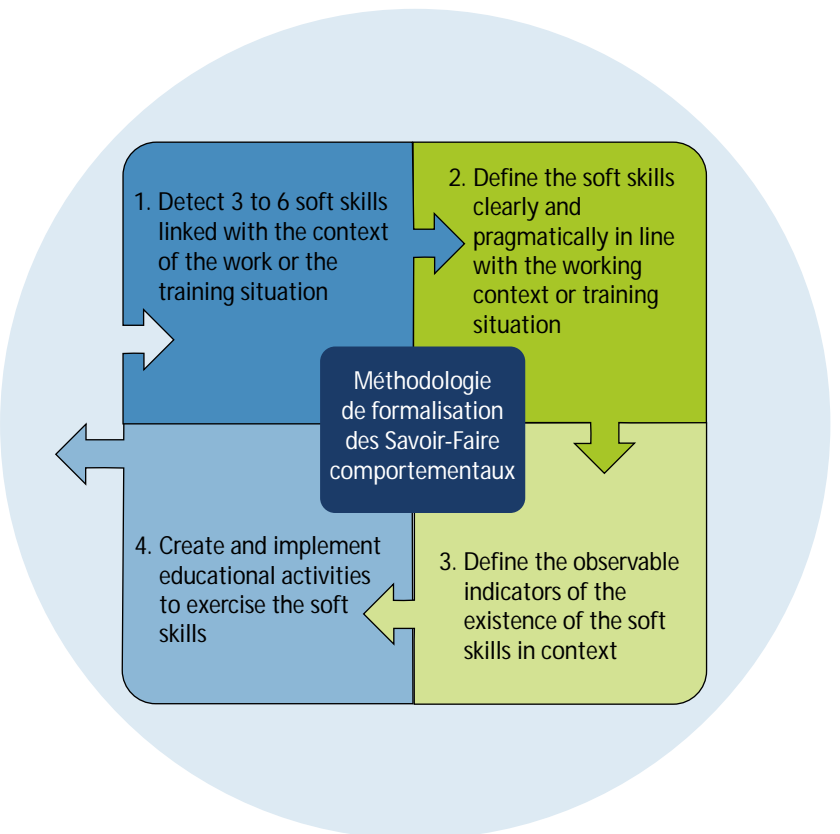 1. Detect 3 to 6 soft skills
linked with the context
of the work or the
training situation
2. Define the soft skills
clearly and
pragmatically in line
with the working
context or training
situation
Méthodologie
de formalisation
des Savoir-Faire
comportementaux
3. Define the observable
indicators of the
existence of the soft
skills in context
4. Create and implement
educational activities
to exercise the soft
skills